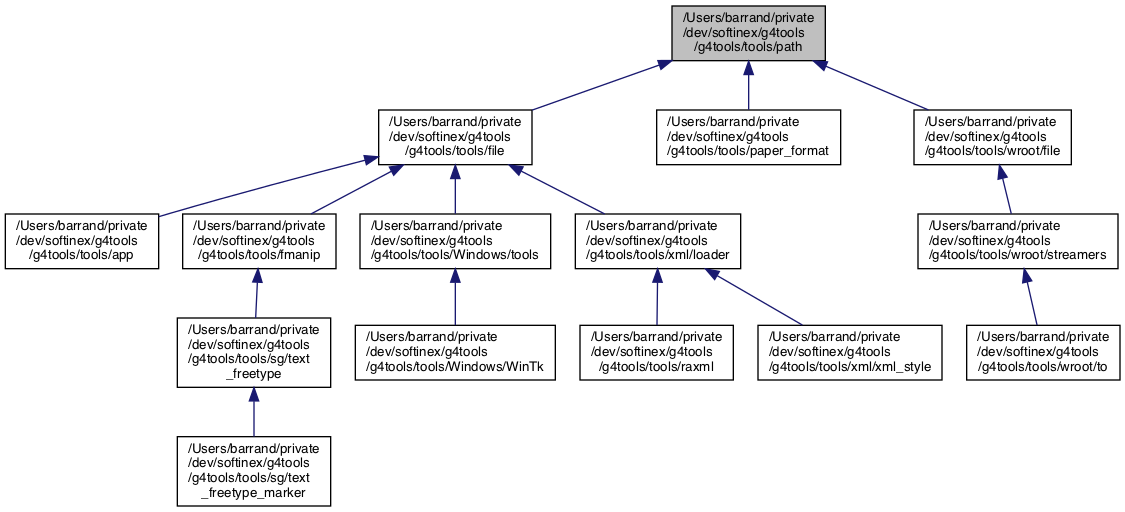 /Users/barrand/private
/dev/softinex/g4tools
/g4tools/tools/path
/Users/barrand/private
/dev/softinex/g4tools
/g4tools/tools/file
/Users/barrand/private
/dev/softinex/g4tools
/g4tools/tools/paper_format
/Users/barrand/private
/dev/softinex/g4tools
/g4tools/tools/wroot/file
/Users/barrand/private
/dev/softinex/g4tools
/g4tools/tools/app
/Users/barrand/private
/dev/softinex/g4tools
/g4tools/tools/fmanip
/Users/barrand/private
/dev/softinex/g4tools
/g4tools/tools/Windows/tools
/Users/barrand/private
/dev/softinex/g4tools
/g4tools/tools/xml/loader
/Users/barrand/private
/dev/softinex/g4tools
/g4tools/tools/wroot/streamers
/Users/barrand/private
/dev/softinex/g4tools
/g4tools/tools/sg/text
_freetype
/Users/barrand/private
/dev/softinex/g4tools
/g4tools/tools/Windows/WinTk
/Users/barrand/private
/dev/softinex/g4tools
/g4tools/tools/raxml
/Users/barrand/private
/dev/softinex/g4tools
/g4tools/tools/xml/xml_style
/Users/barrand/private
/dev/softinex/g4tools
/g4tools/tools/wroot/to
/Users/barrand/private
/dev/softinex/g4tools
/g4tools/tools/sg/text
_freetype_marker